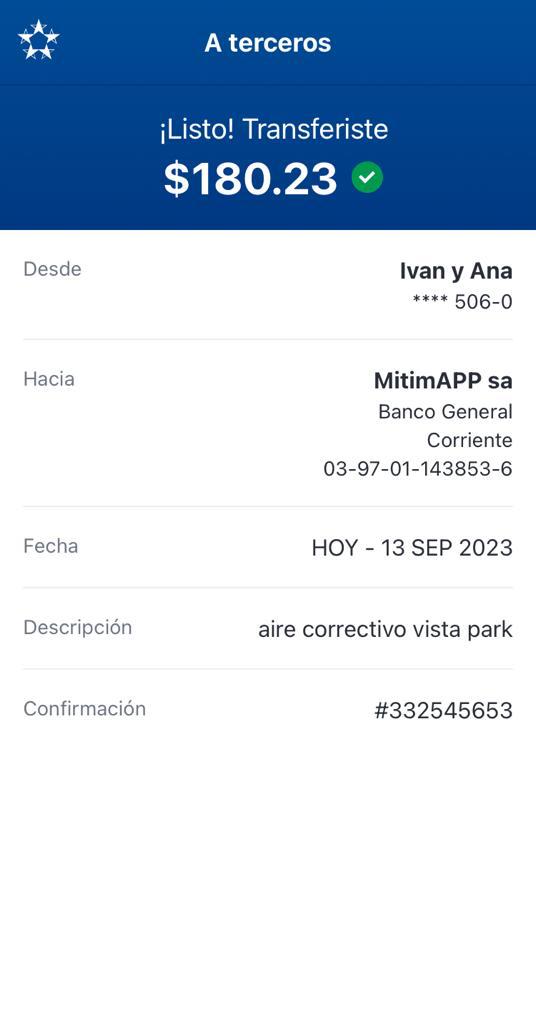 A terceros
¡Listo! Transferiste
$180.23
Desde
Ivan y Ana
**** 506-0
Hacia
MitimAPP sa
Banco General
Corriente
03-97-01-143853-6
Fecha
HOY - 13 SEP 2023
Descripción
aire correctivo vista park
Confirmación
#332545653